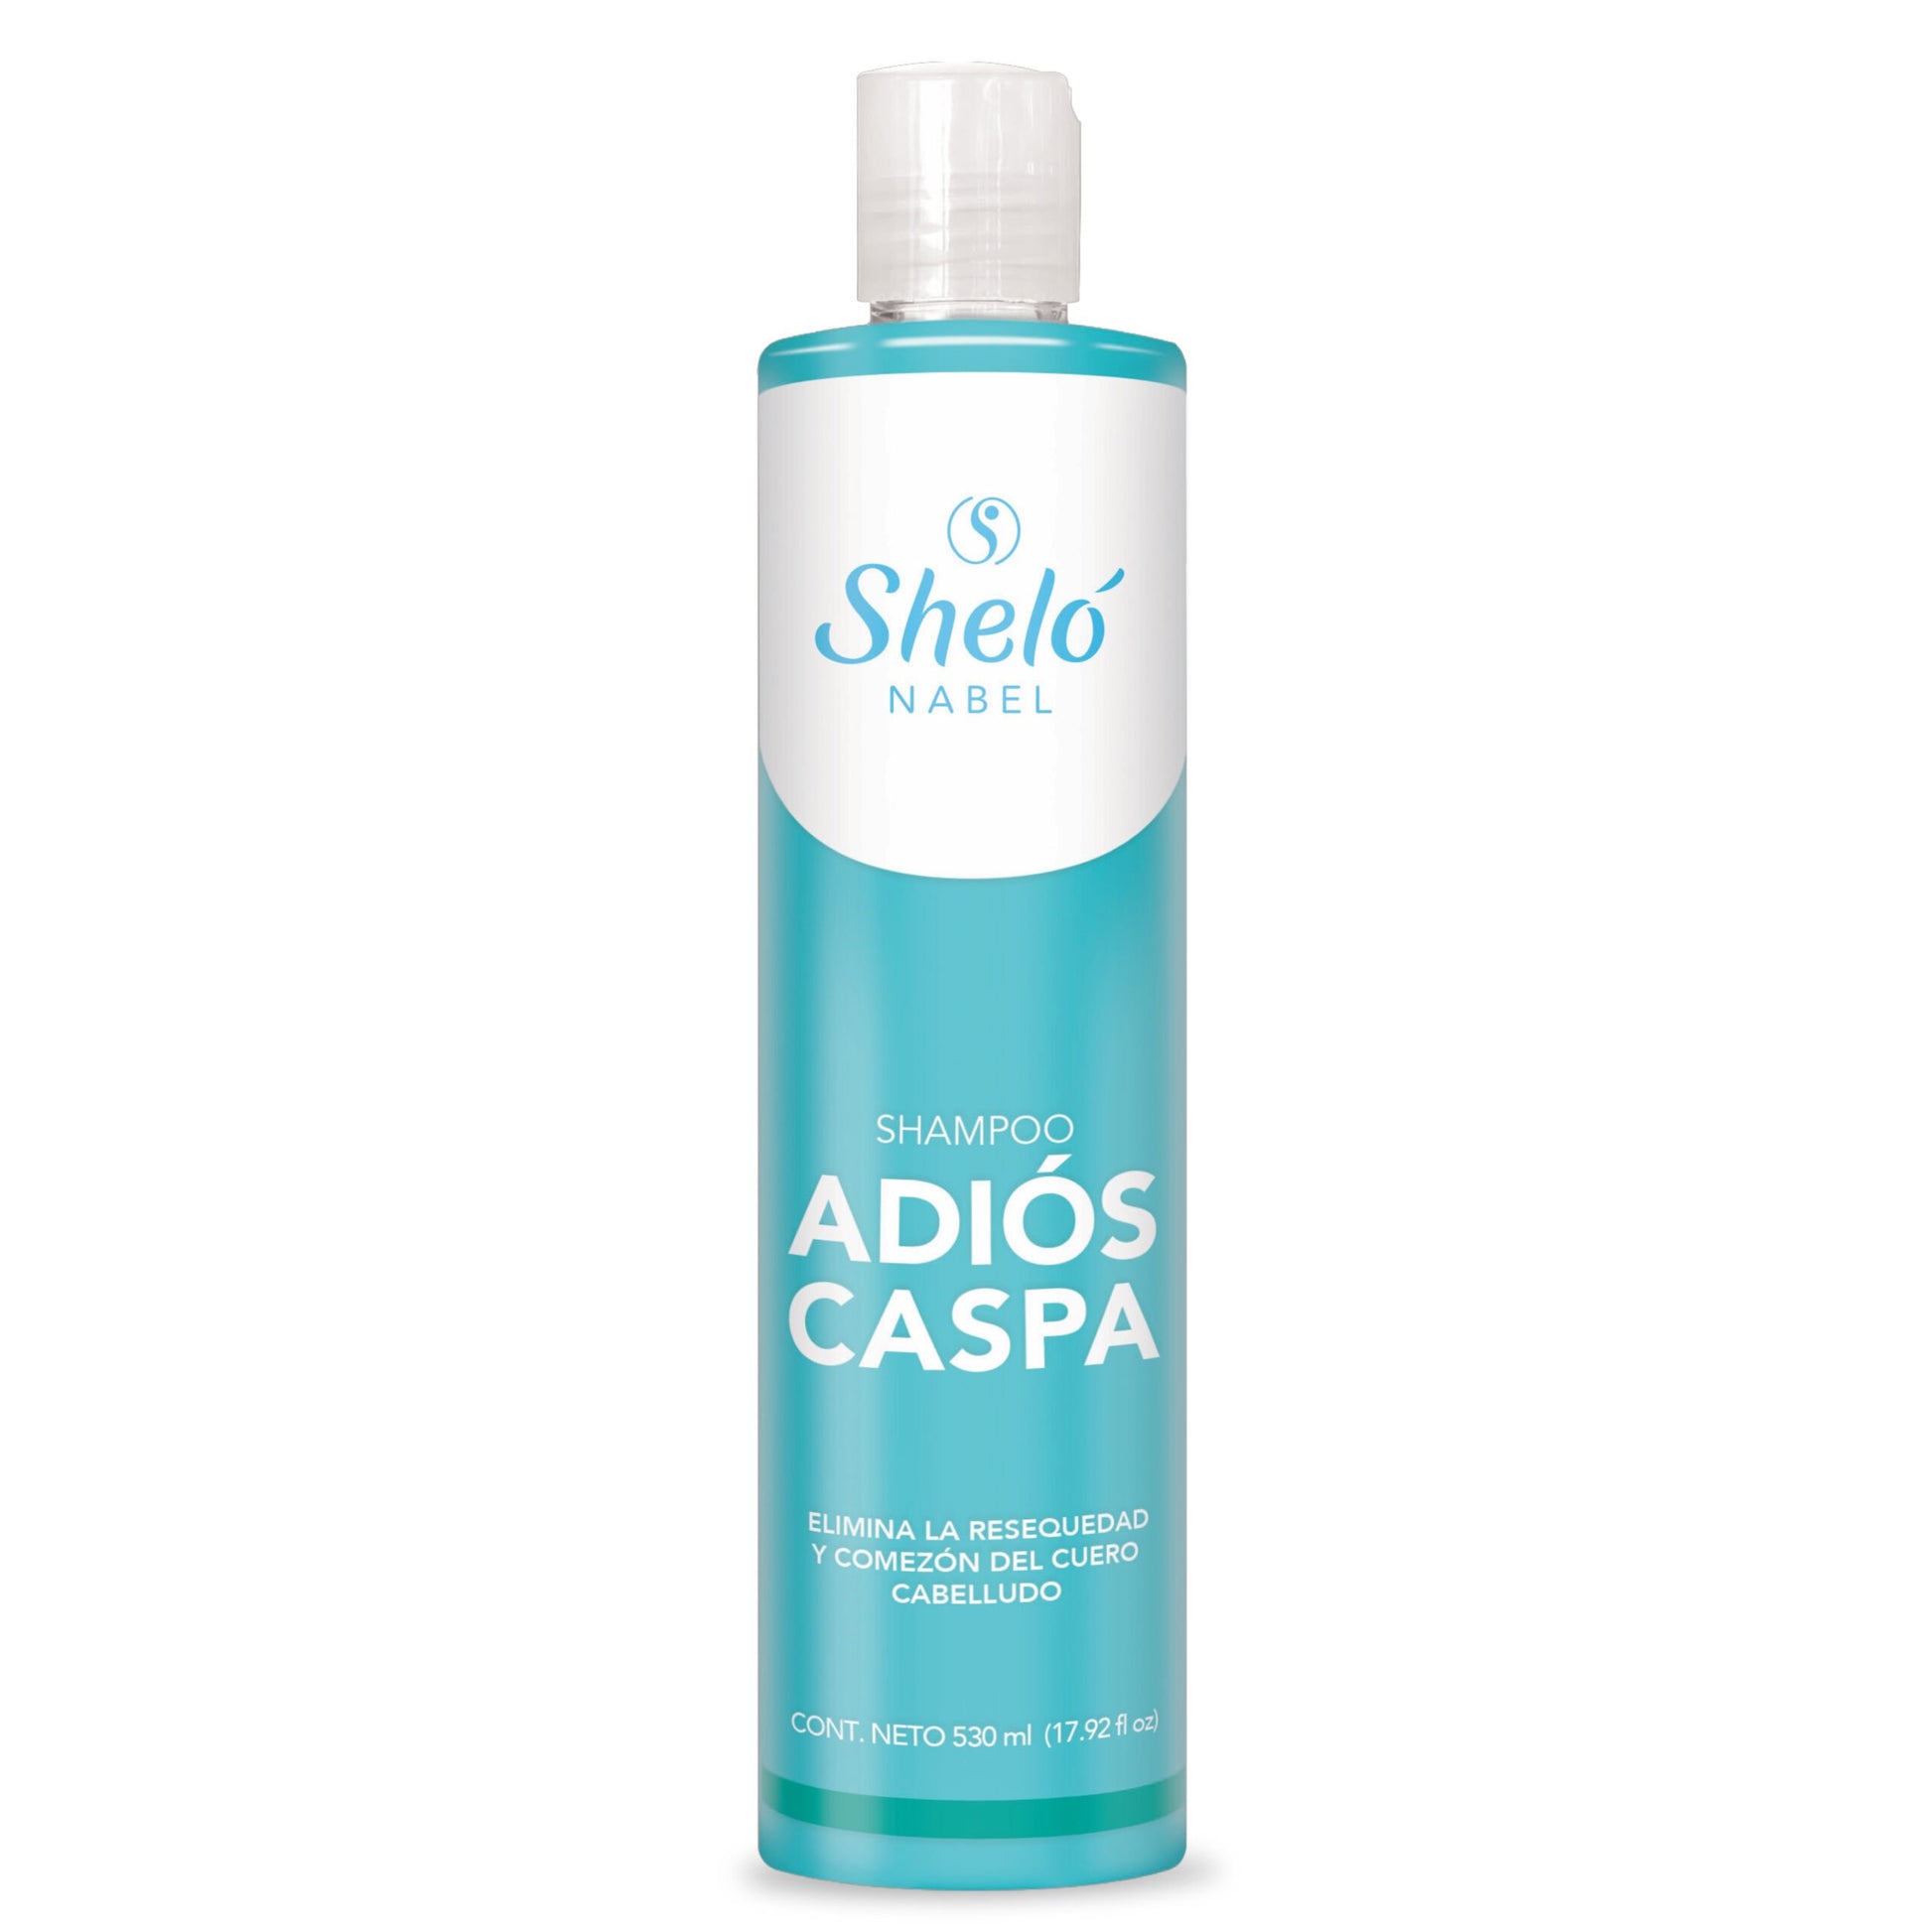 Sheló
NABEL
SHAMPOO
ADIÓS
CASPA
ELIMINA LA RESEQUEDAD
Y COMEZÓN DEL CUERO
CABELLUDO
CONT. NETO 530 ml (17.92 fl oz)